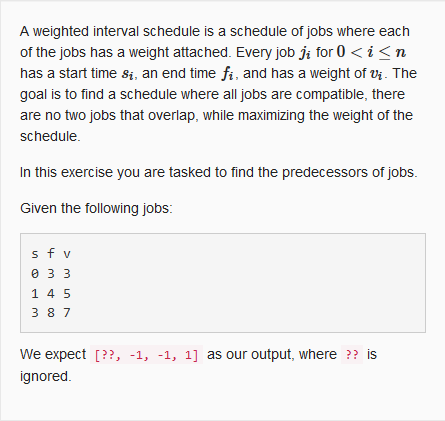 A weighted interval schedule is a schedule of jobs where each
of the jobs has a weight attached. Every job j_i for 0 < i ≤ n
has a start time s_i, an end time f_i, and has a weight of v_i. The
goal is to find a schedule where all jobs are compatible, there
are no two jobs that overlap, while maximizing the weight of the
schedule.
In this exercise you are tasked to find the predecessors of jobs.
Given the following jobs:
s f v
0 3 3
1 4 5
3 8 7
We expect [??, -1, -1, 1] as our output, where ?? is
ignored.